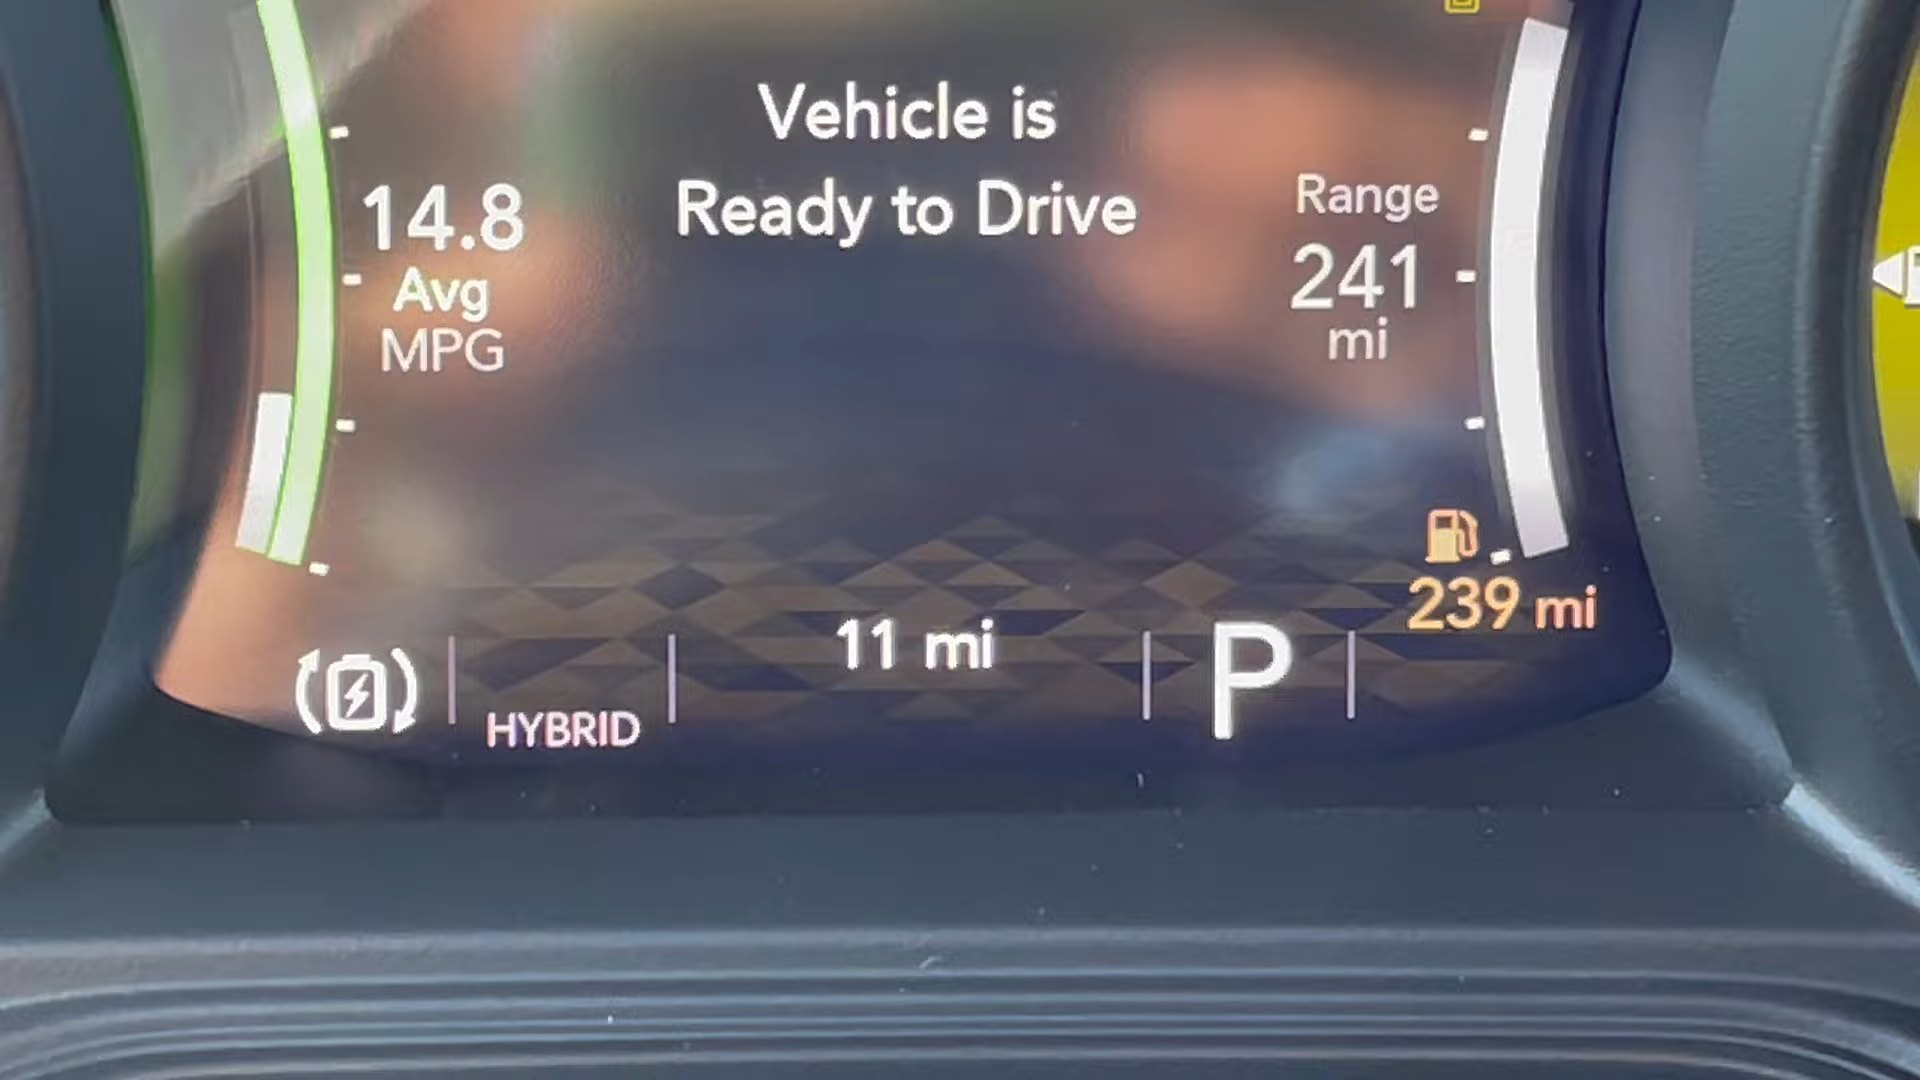 Vehicle is
Ready to Drive
14.8
Avg
MPG
Range
241
mi
239 mi
11 mi
P
HYBRID